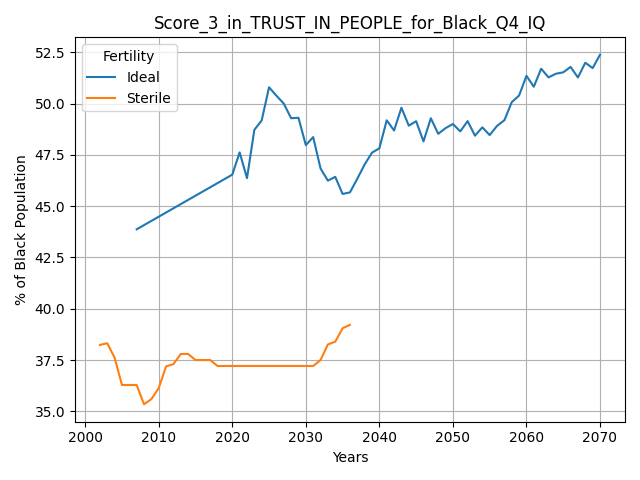 Score_3_in_TRUST_IN_PEOPLE_for_Black_Q4_IQ
Fertility
Ideal
Sterile
% of Black Population
52.5
50.0
47.5
45.0
42.5
40.0
37.5
35.0
2000 2010 2020 2030 2040 2050 2060 2070
Years